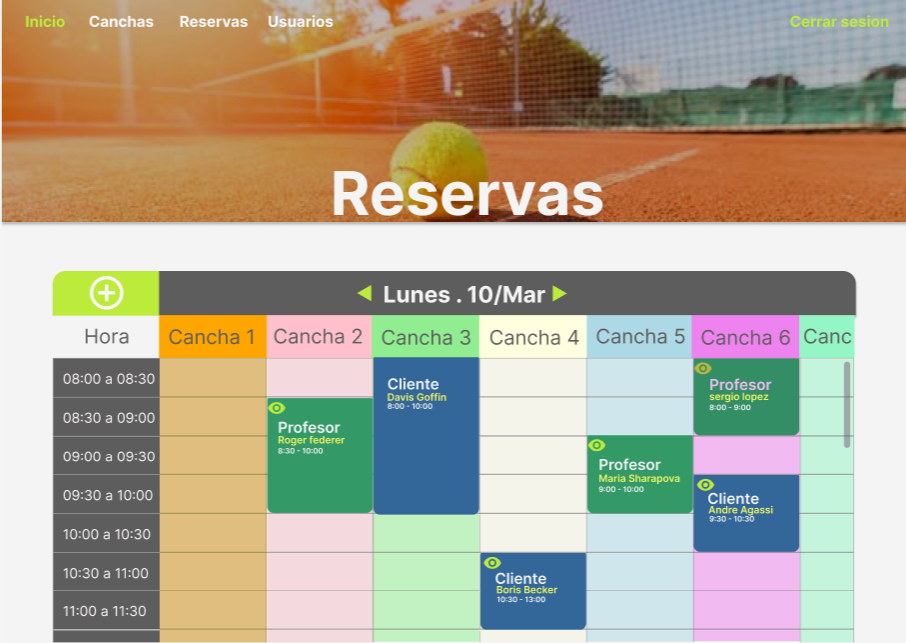 Inicio Canchas Reservas Usuarios Cerrar sesion
Reservas
Lunes . 10/Mar
Hora Cancha 1 Cancha 2 Cancha 3 Cancha 4 Cancha 5 Cancha 6 Canc
08:00 a 08:30
08:30 a 09:00
09:00 a 09:30
09:30 a 10:00
10:00 a 10:30
10:30 a 11:00
11:00 a 11:30
Profesor
Roger federer
8:30 - 10:00
Cliente
Davis Goffin
8:00 - 10:00
Cliente
Boris Becker
10:30 - 13:00
Profesor
Maria Sharapova
9:00 - 10:00
Profesor
sergio lopez
8:00 - 9:00
Cliente
Andre Agassi
9:30 - 10:30